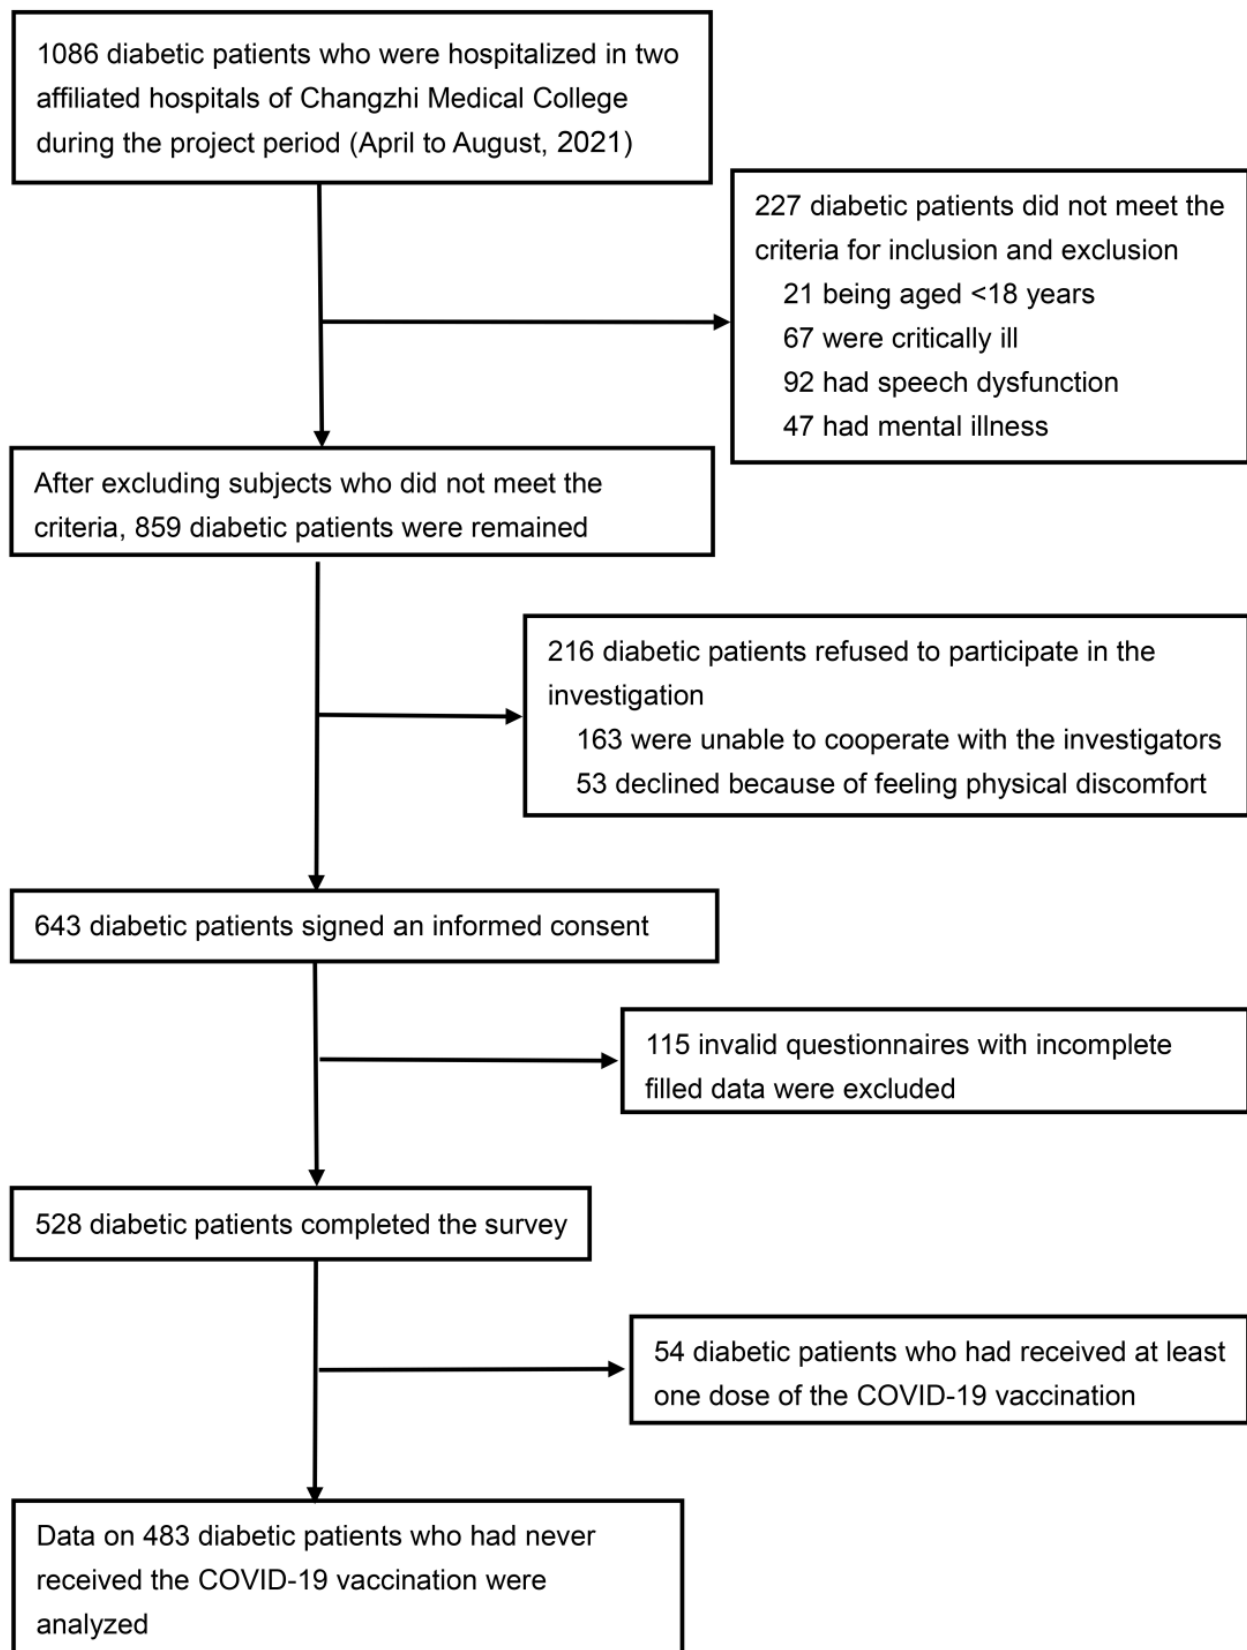 1086 diabetic patients who were hospitalized in two
affiliated hospitals of Changzhi Medical College
during the project period (April to August, 2021)
227 diabetic patients did not meet the
criteria for inclusion and exclusion
21 being aged <18 years
67 were critically ill
92 had speech dysfunction
47 had mental illness
After excluding subjects who did not meet the
criteria, 859 diabetic patients were remained
216 diabetic patients refused to participate in the
investigation
163 were unable to cooperate with the investigators
53 declined because of feeling physical discomfort
643 diabetic patients signed an informed consent
115 invalid questionnaires with incomplete
filled data were excluded
528 diabetic patients completed the survey
54 diabetic patients who had received at least
one dose of the COVID-19 vaccination
Data on 483 diabetic patients who had never
received the COVID-19 vaccination were
analyzed